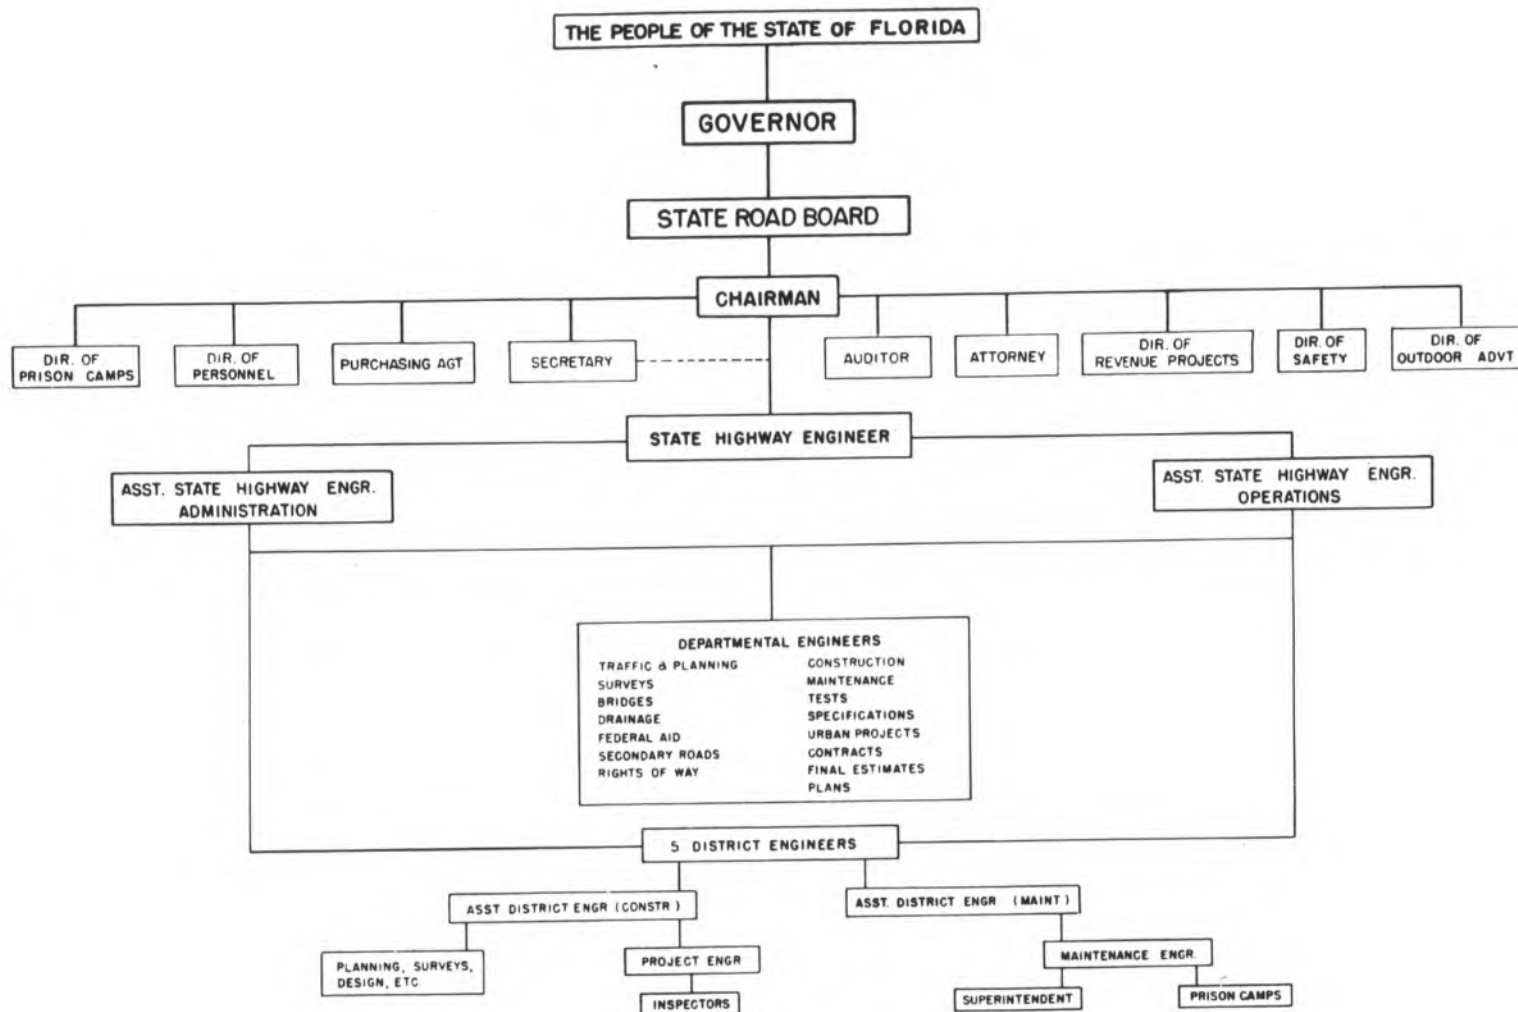 THE PEOPLE OF THE STATE OF FLORIDA
GOVERNOR
STATE ROAD BOARD
CHAIRMAN
DIR. OF
PRISON CAMPS
DIR. OF
PERSONNEL
PURCHASING AGT
SECRETARY
AUDITOR
ATTORNEY
DIR. OF
REVENUE PROJECTS
DIR. OF
SAFETY
DIR. OF
OUTDOOR ADVT
STATE HIGHWAY ENGINEER
ASST. STATE HIGHWAY ENGR.
ADMINISTRATION
ASST. STATE HIGHWAY ENGR.
OPERATIONS
DEPARTMENTAL ENGINEERS
TRAFFIC & PLANNING
SURVEYS
BRIDGES
DRAINAGE
FEDERAL AID
SECONDARY ROADS
RIGHTS OF WAY
CONSTRUCTION
MAINTENANCE
TESTS
SPECIFICATIONS
URBAN PROJECTS
CONTRACTS
FINAL ESTIMATES
PLANS
5 DISTRICT ENGINEERS
ASST DISTRICT ENGR (CONSTR)
ASST. DISTRICT ENGR (MAINT)
PLANNING, SURVEYS,
DESIGN, ETC
PROJECT ENGR
INSPECTORS
MAINTENANCE ENGR.
SUPERINTENDENT
PRISON CAMPS